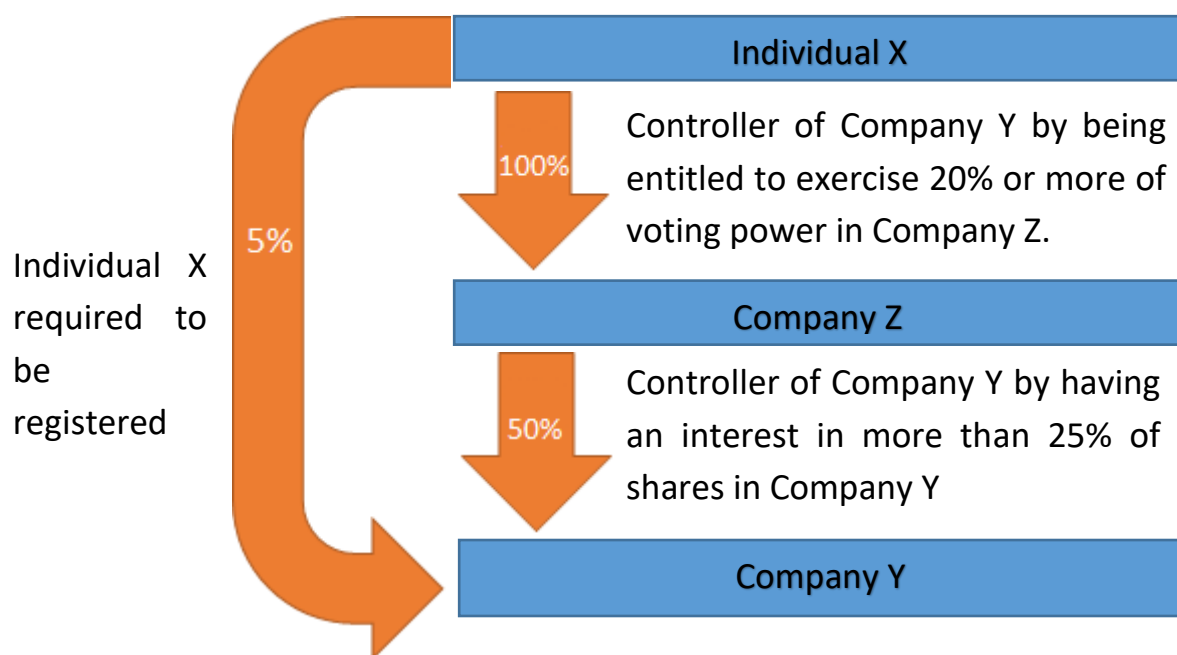 Individual X
100%
Controller of Company Y by being
entitled to exercise 20% or more of
voting power in Company Z.
5%
Individual X
required to
be
registered
Company Z
50%
Controller of Company Y by having
an interest in more than 25% of
shares in Company Y
Company Y